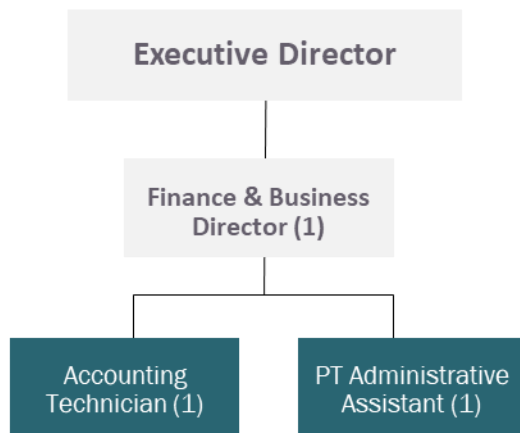 Executive Director
Finance & Business
Director (1)
Accounting
Technician (1)
PT Administrative
Assistant (1)